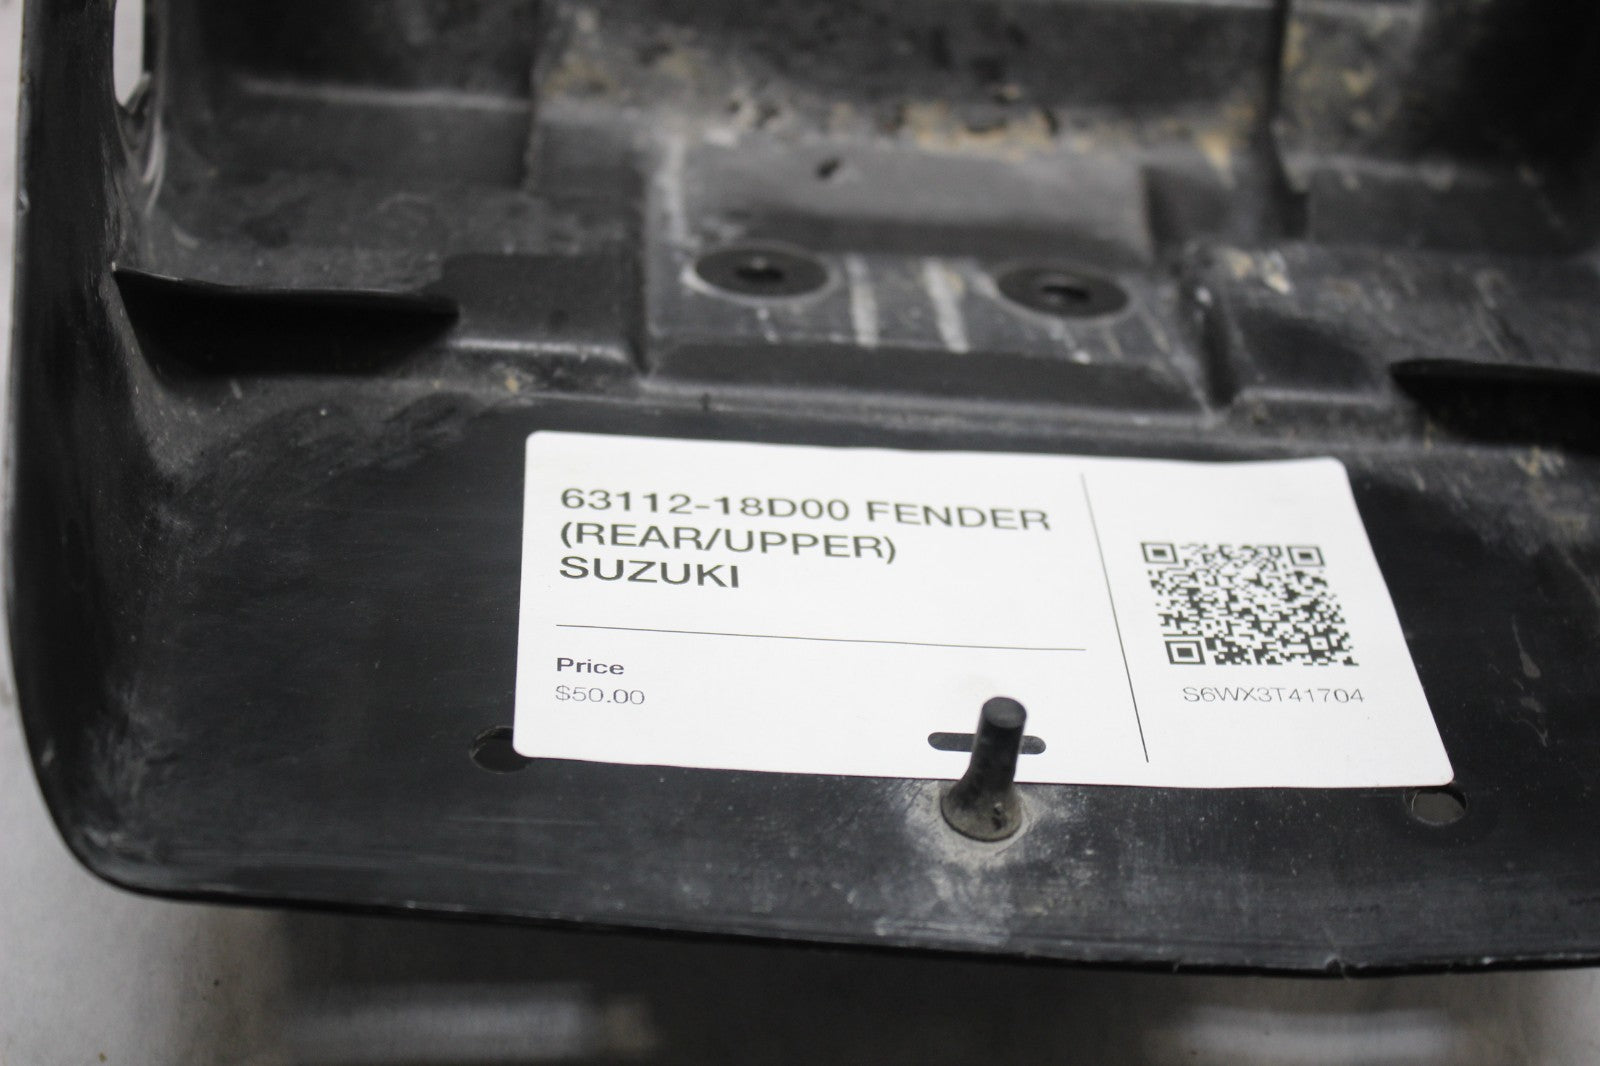 63112-18D00 FENDER
(REAR/UPPER)
SUZUKI
Price
$50.00
S6WX3T41704